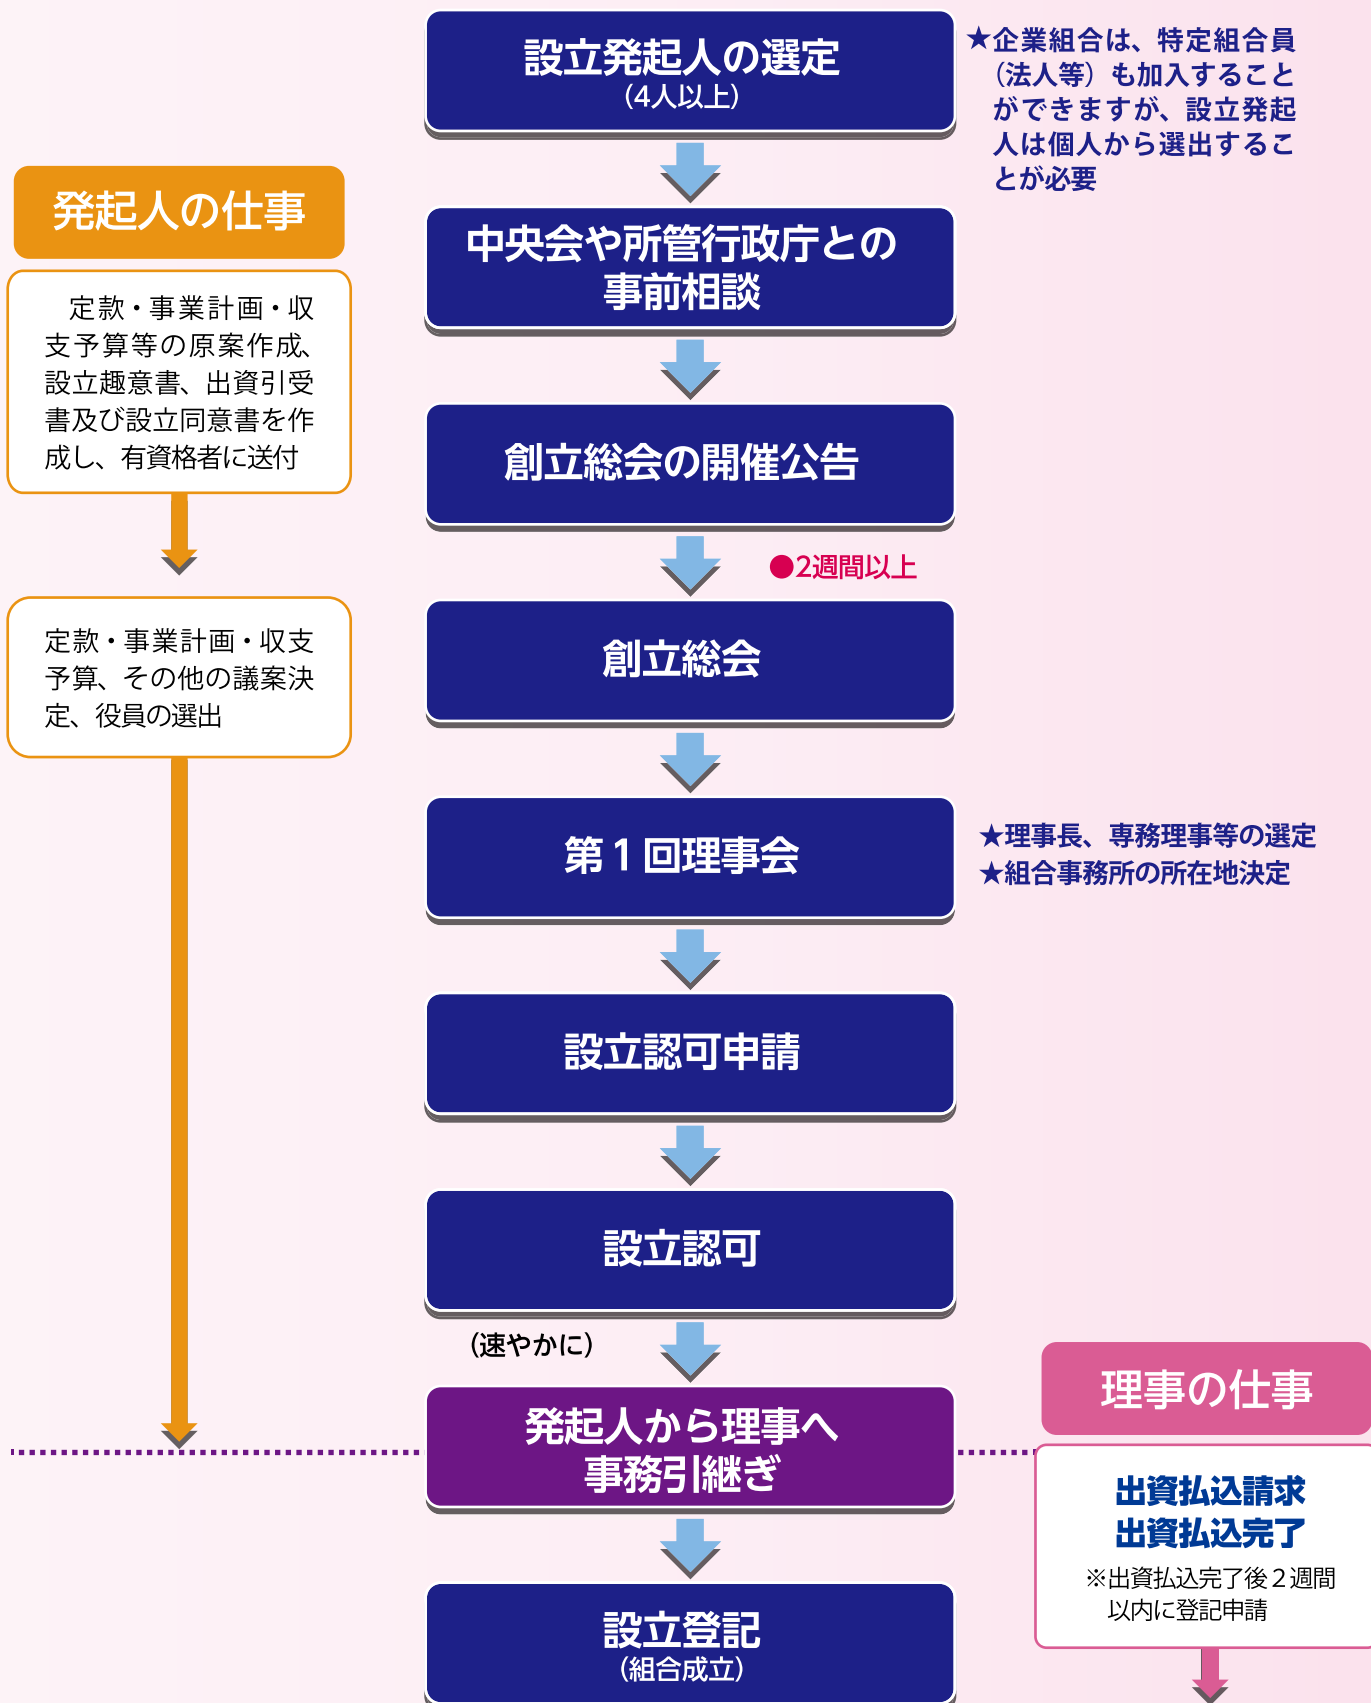 設立発起人の選定
（4人以上）
★企業組合は、特定組合員
（法人等）も加入すること
ができますが、設立発起
人は個人から選出するこ
とが必要
発起人の仕事
中央会や所管行政庁との
事前相談
定款・事業計画・収
支予算等の原案作成、
設立趣意書、出資引受
書及び設立同意書を作
成し、有資格者に送付
創立総会の開催公告
●2週間以上
創立総会
定款・事業計画・収支
予算、その他の議案決
定、役員の選出
第1回理事会
★理事長、専務理事等の選定
★組合事務所の所在地決定
設立認可申請
設立認可
（速やかに）
発起人から理事へ
事務引継ぎ
理事の仕事
出資払込請求
出資払込完了
※出資払込完了後2週間
以内に登記申請
設立登記
（組合成立）